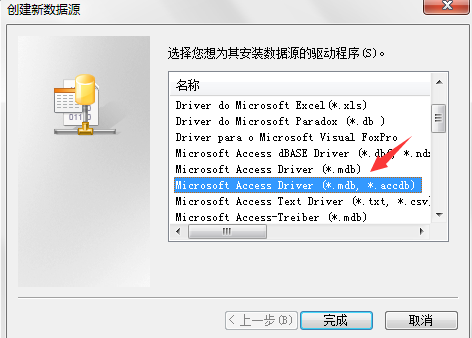 创建新数据源
选择您想为其安装数据源的驱动程序(S)。
名称
Driver do Microsoft Excel(*.xls)
Driver do Microsoft Paradox (*.db )
Driver para o Microsoft Visual FoxPro
Microsoft Access dBASE Driver (*.dbf, *.ndx
Microsoft Access Driver (*.mdb)
Microsoft Access Driver (*.mdb, *.accdb)
Microsoft Access Text Driver (*.txt, *.csv)
Microsoft Access-Treiber (*.mdb)
01110
< 上一步(B)
完成
取消